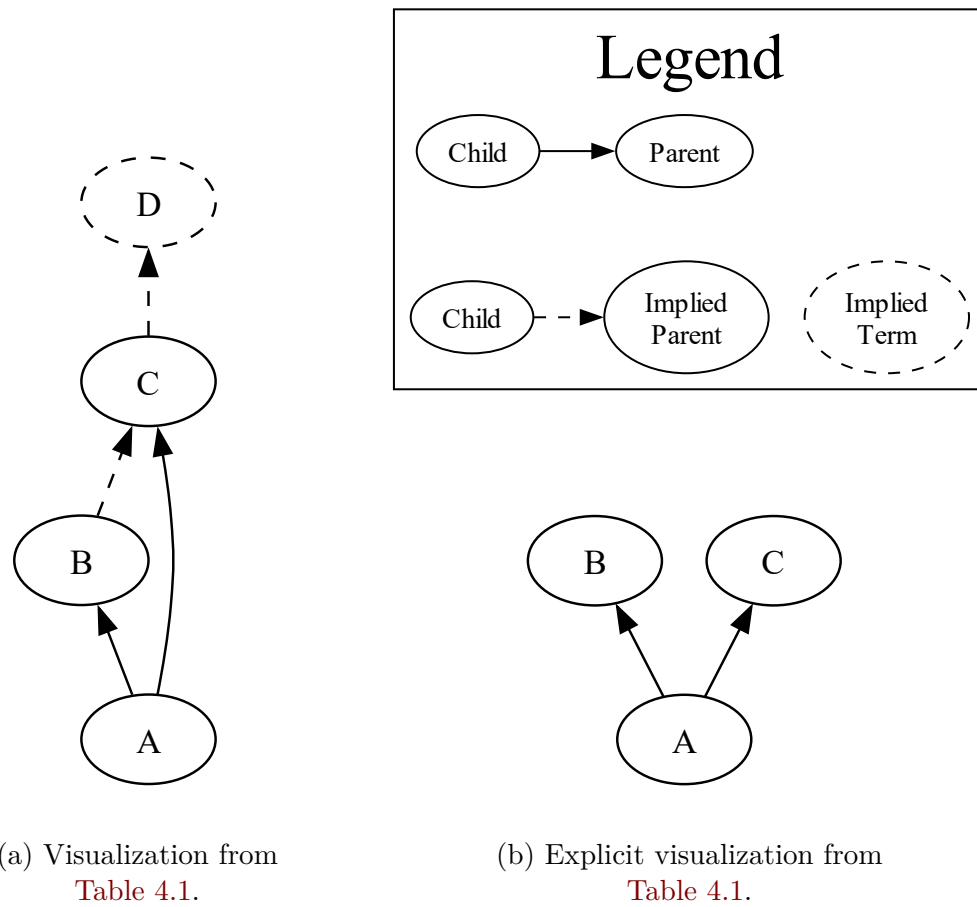 Legend
Child
Parent
Child
Implied
Parent
Implied
Term
D
C
B
A
B
C
A
a) Visualization from
Table 4.1.
(b) Explicit visualization from
Table 4.1.